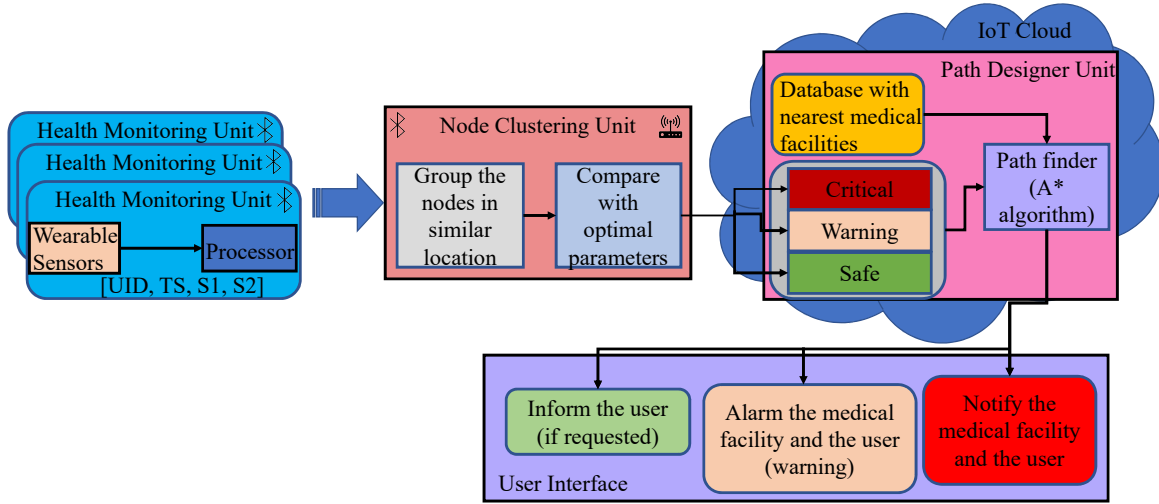 Health Monitoring Unit
Health Monitoring Unit
Health Monitoring Unit
Wearable
Sensors
Processor
[UID, TS, S1, S2]
Node Clustering Unit
Group the
nodes in
similar
location
Compare
with
optimal
parameters
IoT Cloud
Path Designer Unit
Database with
nearest medical
facilities
Critical
Warning
Safe
Path finder
(A*
algorithm)
Inform the user
(if requested)
Alarm the medical
facility and the user
(warning)
Notify the
medical facility
and the user
User Interface